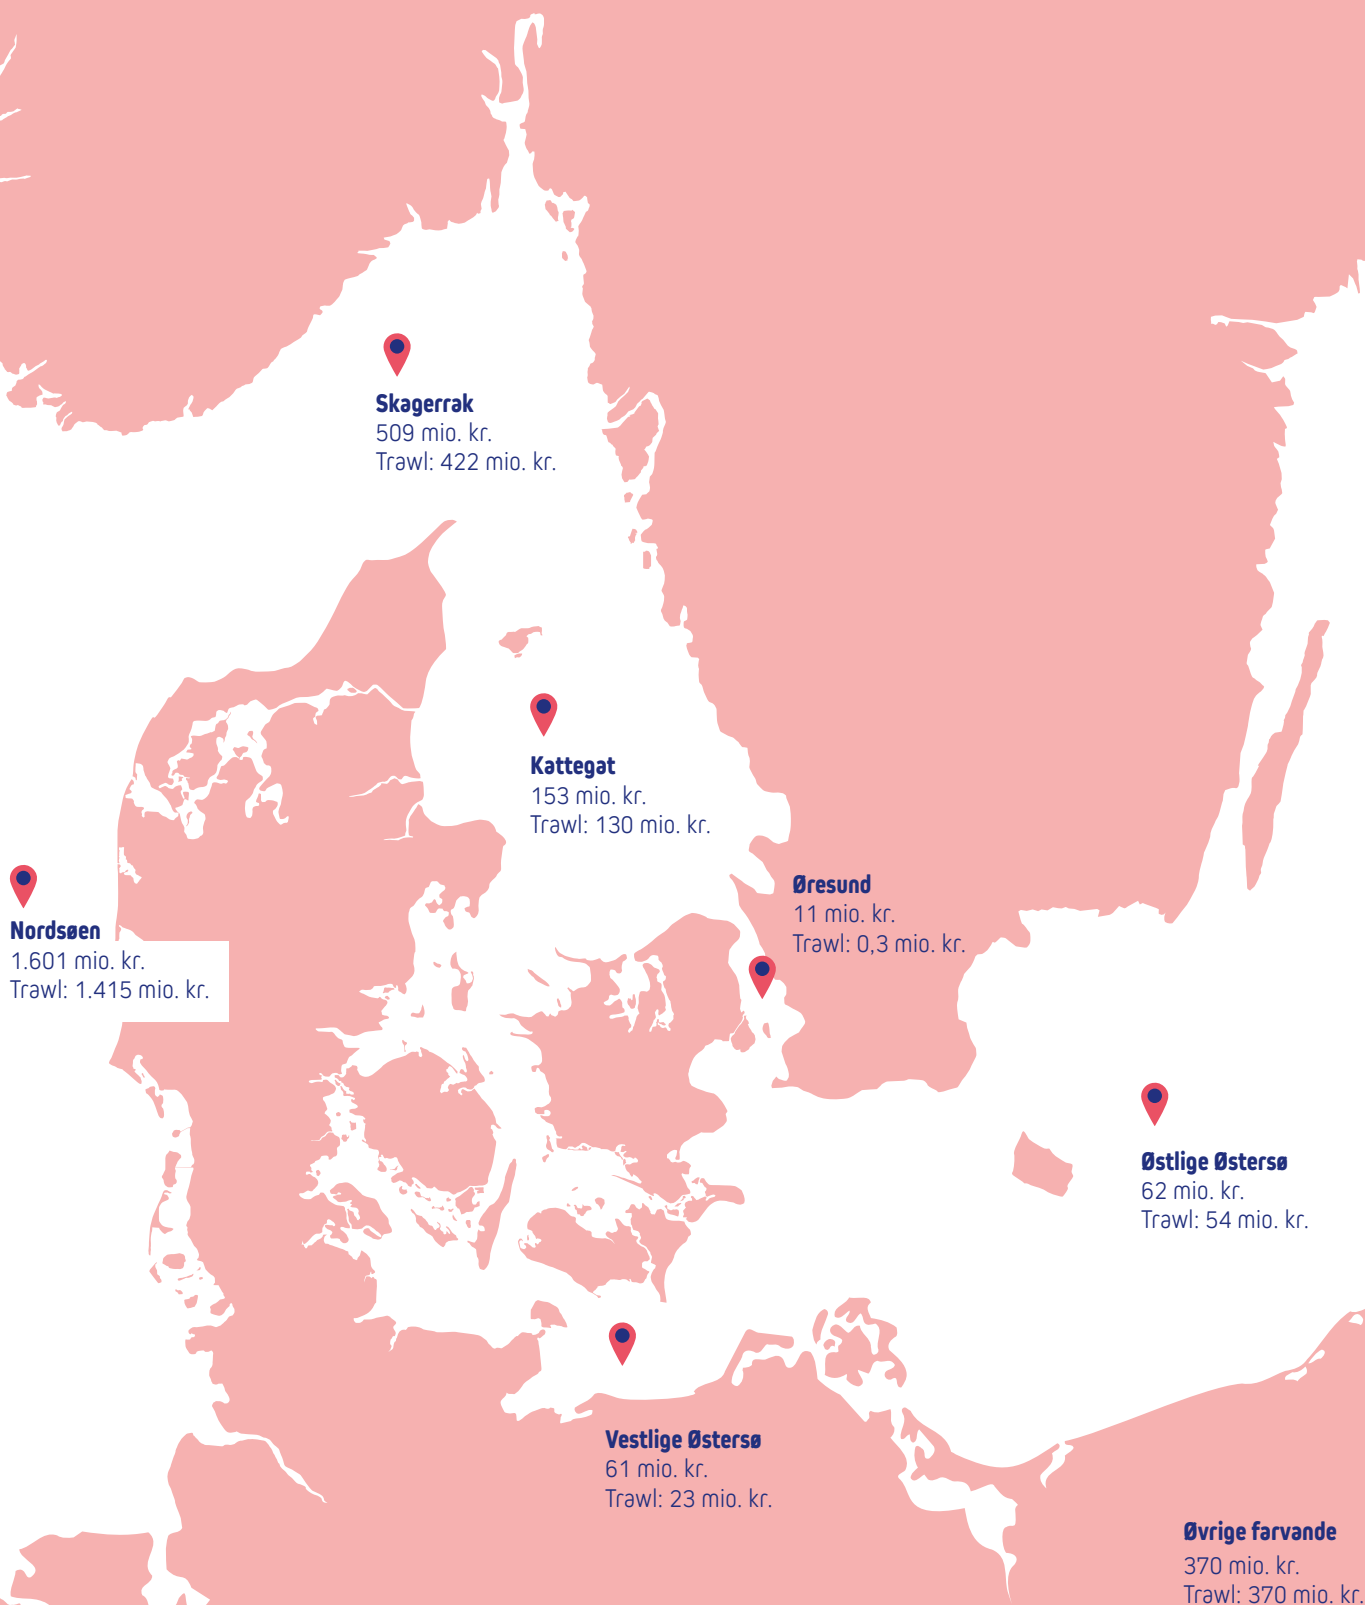 Skagerrak
509 mio. kr.
Trawl: 422 mio. kr.
Kattegat
153 mio. kr.
Trawl: 130 mio. kr.
Øresund
11 mio. kr.
Trawl: 0,3 mio. kr.
Nordsøen
1.601 mio. kr.
Trawl: 1.415 mio. kr.
Østlige Østersø
62 mio. kr.
Trawl: 54 mio. kr.
Vestlige Østersø
61 mio. kr.
Trawl: 23 mio. kr.
Øvrige farvande
370 mio. kr.
Trawl: 370 mio. kr.